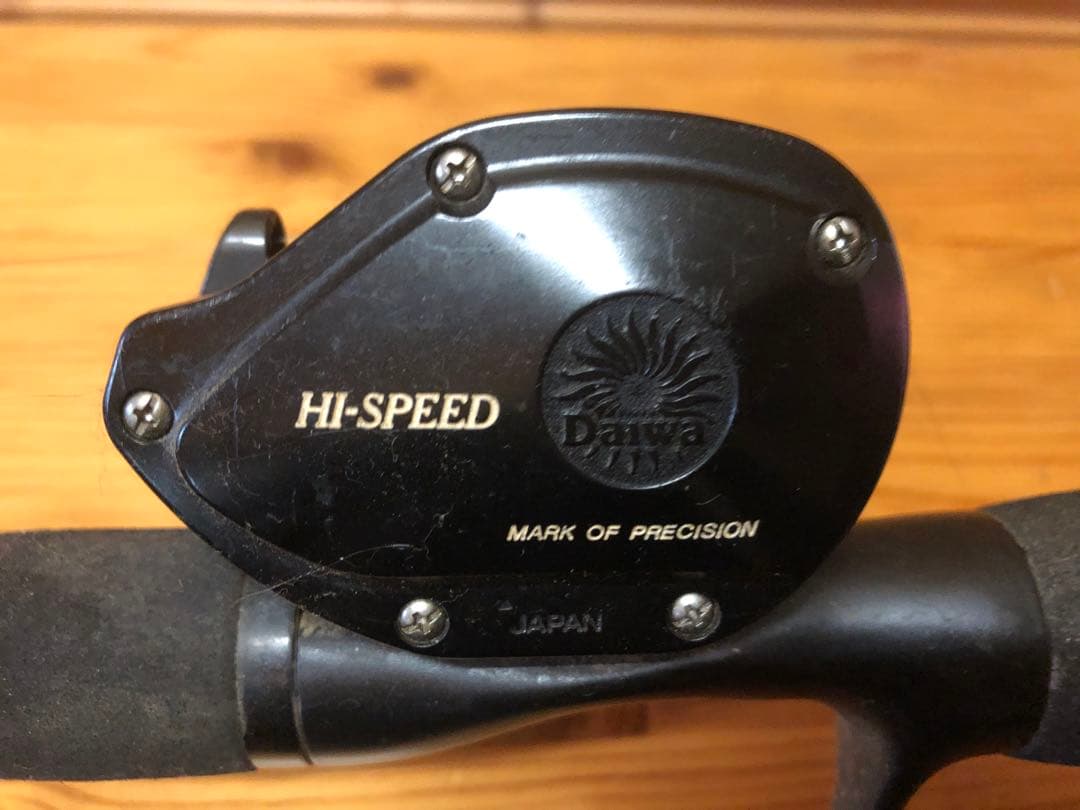 HI-SPEED
Daiwa
MARK OF PRECISION
JAPAN